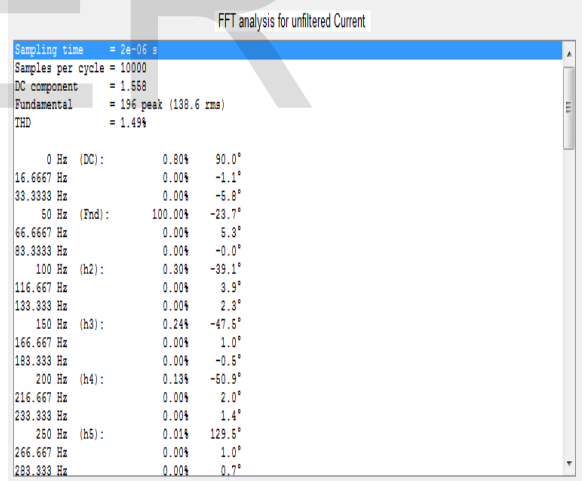 FFT analysis for unfiltered Current
Sampling time = 2e-06 s
Samples per cycle = 10000
DC component = 1.558
Fundamental = 196 peak (138.6 rms)
THD = 1.49%
0 Hz (DC): 0.80% 90.0°
16.6667 Hz 0.00% -1.1°
33.3333 Hz 0.00% -5.8°
50 Hz (Fnd): 100.00% -23.7°
66.6667 Hz 0.00% 5.3°
83.3333 Hz 0.00% -0.0°
100 Hz (h2): 0.30% -39.1°
116.667 Hz 0.00% 3.9°
133.333 Hz 0.00% 2.3°
150 Hz (h3): 0.24% -47.5°
166.667 Hz 0.00% 1.0°
183.333 Hz 0.00% -0.5°
200 Hz (h4): 0.13% -50.9°
216.667 Hz 0.00% 2.0°
233.333 Hz 0.00% 1.4°
250 Hz (h5): 0.01% 129.5°
266.667 Hz 0.00% 1.0°
283.333 Hz 0.00% 0.7°